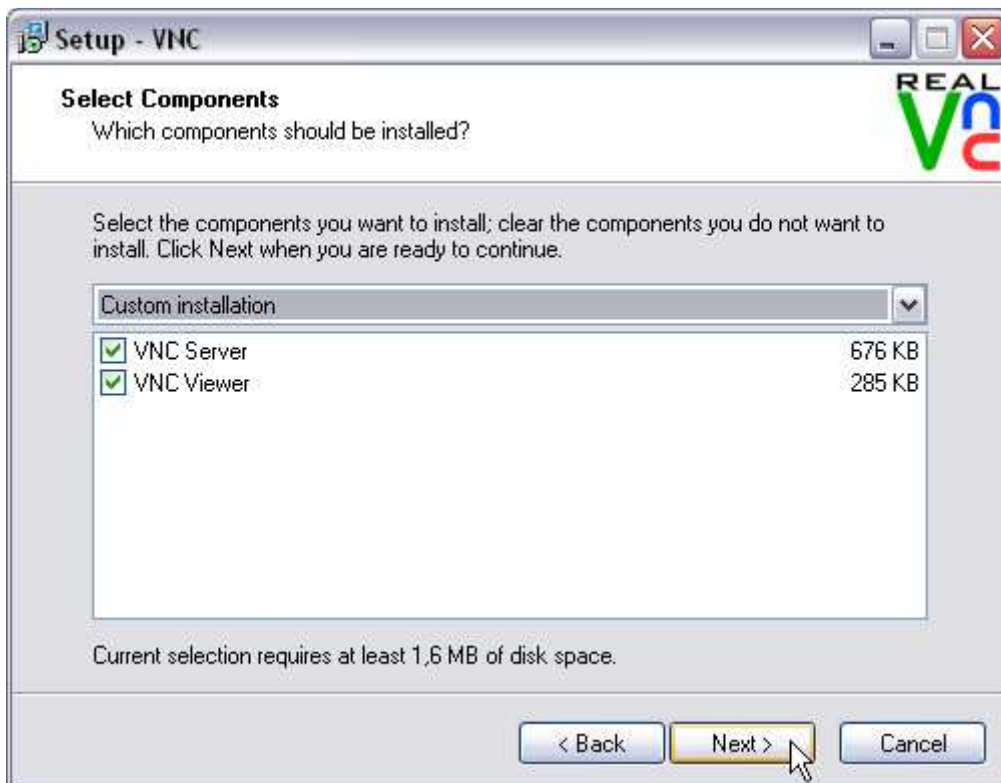 Setup - VNC
Select Components
Which components should be installed?
REAL
vnc
Select the components you want to install; clear the components you do not want to
install. Click Next when you are ready to continue.
Custom installation
VNC Server 676 KB
VNC Viewer 285 KB
Current selection requires at least 1,6 MB of disk space.
< Back Next > Cancel